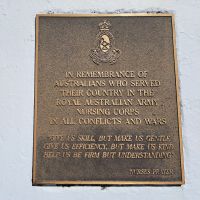 IN REMEMBRANCE OF
AUSTRALIANS WHO SERVED
THEIR COUNTRY IN THE
ROYAL AUSTRALIAN ARMY
NURSING CORPS
IN ALL CONFLICTS AND WARS
"GIVE US SKILL, BUT MAKE US GENTLE
GIVE US EFFICIENCY, BUT MAKE US KIND
HELP US BE FIRM BUT UNDERSTANDING"
NURSES PRAYER